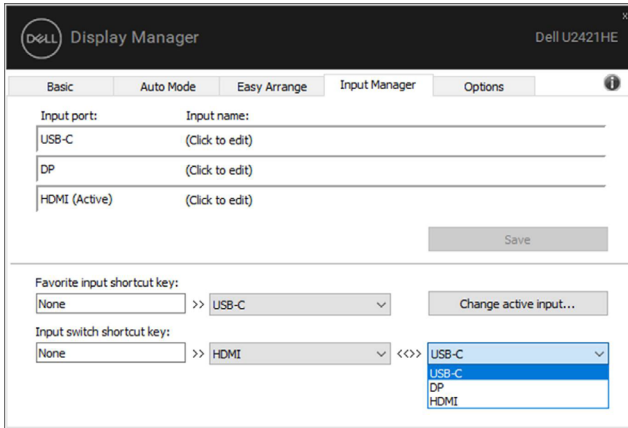 DELL Display Manager Dell U2421HE x
Basic Auto Mode Easy Arrange Input Manager Options i
Input port: Input name:
USB-C (Click to edit)
DP (Click to edit)
HDMI (Active) (Click to edit)
Save
Favorite input shortcut key:
None >> USB-C Change active input...
Input switch shortcut key:
None >> HDMI <<>> USB-C
USB-C
DP
HDMI